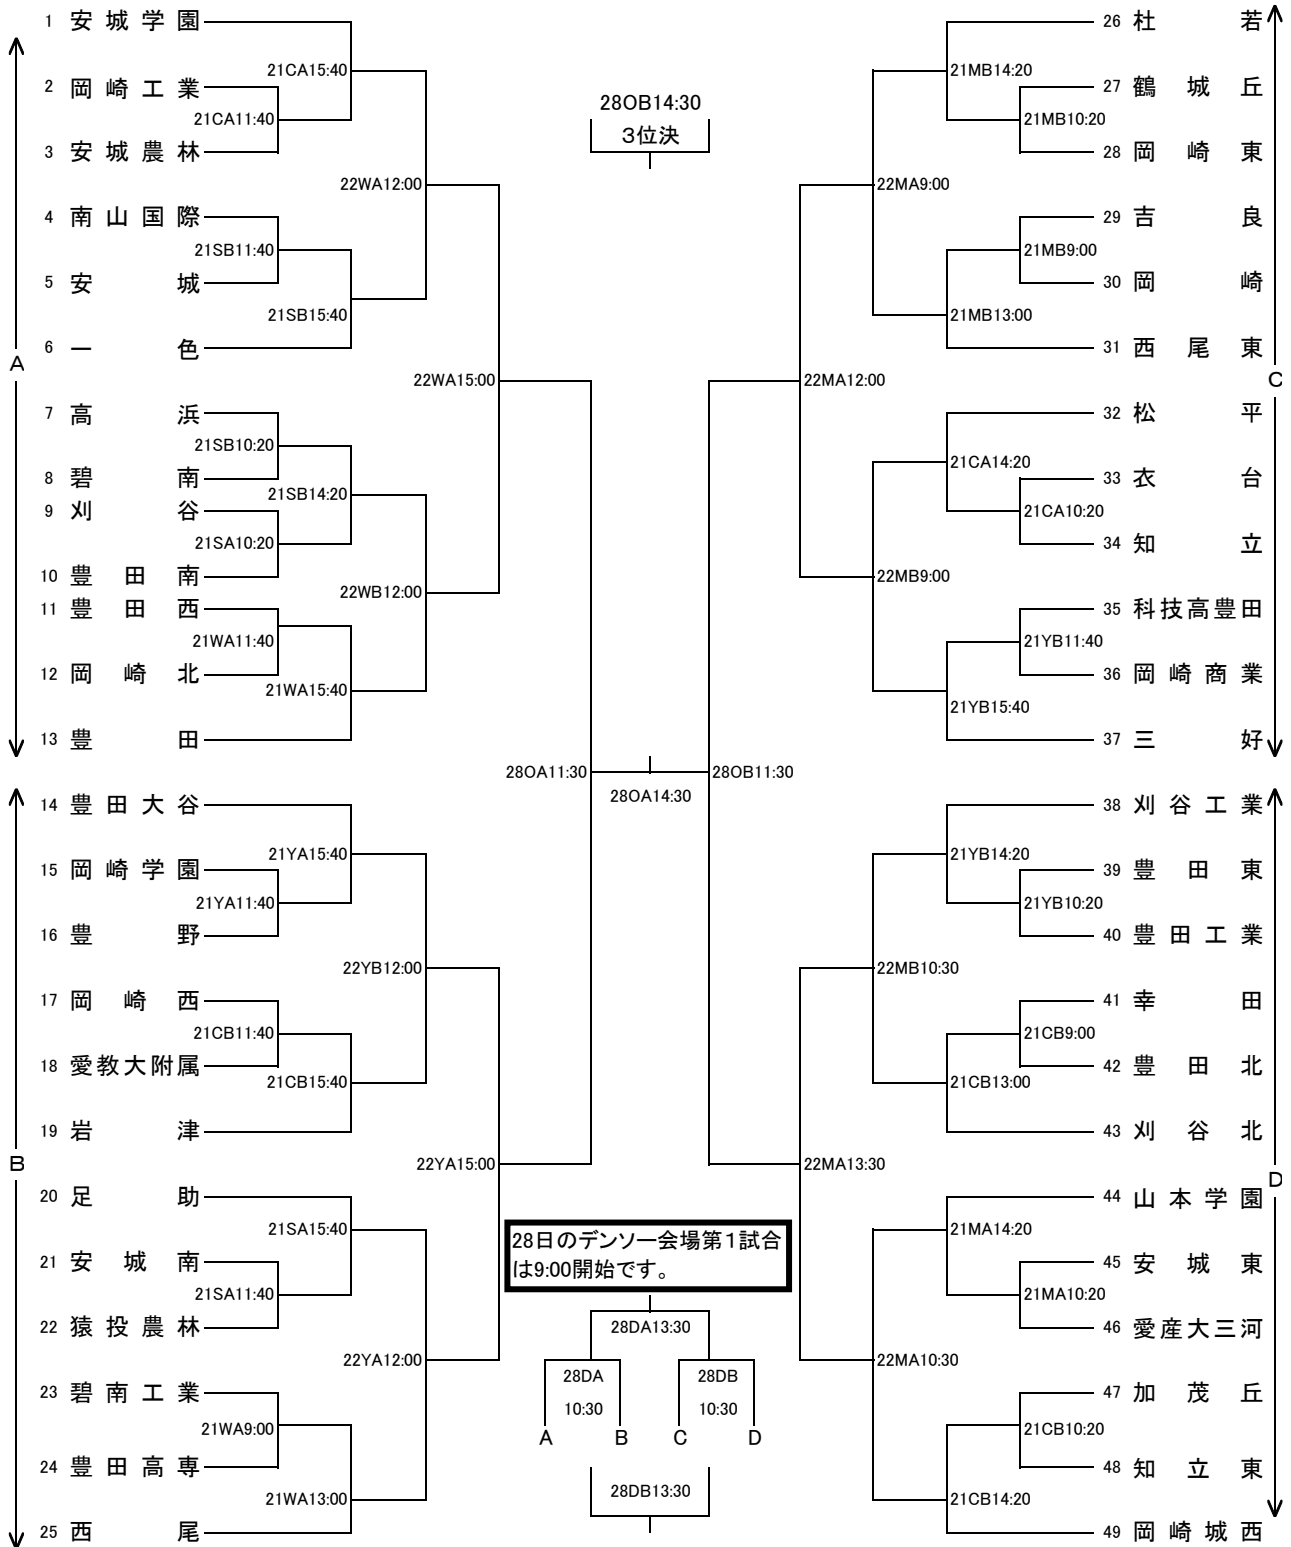 1 安城学園
21CA15:40
2 岡崎工業
21CA11:40
3 安城農林
22WA12:00
4 南山国際
21SB11:40
5 安城
21SB15:40
6 一色
A
22WA15:00
7 高浜
21SB10:20
8 碧南
21SB14:20
9 刈谷
21SA10:20
10 豊田南
22WB12:00
11 豊田西
21WA11:40
12 岡崎北
21WA15:40
13 豊田
28OA11:30
14 豊田大谷
21YA15:40
15 岡崎学園
21YA11:40
16 豊野
22YB12:00
17 岡崎西
21CB11:40
18 愛教大附属
21CB15:40
19 岩津
B
22YA15:00
20 足助
21SA15:40
21 安城南
21SA11:40
22 猿投農林
22YA12:00
23 碧南工業
21WA9:00
24 豊田高専
21WA13:00
25 西尾
28OB14:30
3位決
28OA14:30
28日のデンソー会場第1試合
は9:00開始です。
28DA13:30
28DA
10:30
28DB
10:30
A B C D
28DB13:30
26 杜若
21MB14:20
27 鶴城丘
21MB10:20
28 岡崎東
22MA9:00
29 吉良
21MB9:00
30 岡崎
21MB13:00
31 西尾東
C
22MA12:00
32 松平
21CA14:20
33 衣台
21CA10:20
34 知立
22MB9:00
35 科技高豊田
21YB11:40
36 岡崎商業
21YB15:40
37 三好
28OB11:30
38 刈谷工業
21YB14:20
39 豊田東
21YB10:20
40 豊田工業
22MB10:30
41 幸田
21CB9:00
42 豊田北
21CB13:00
43 刈谷北
22MA13:30
D
44 山本学園
21MA14:20
45 安城東
21MA10:20
46 愛産大三河
22MA10:30
47 加茂丘
21CB10:20
48 知立東
21CB14:20
49 岡崎城西